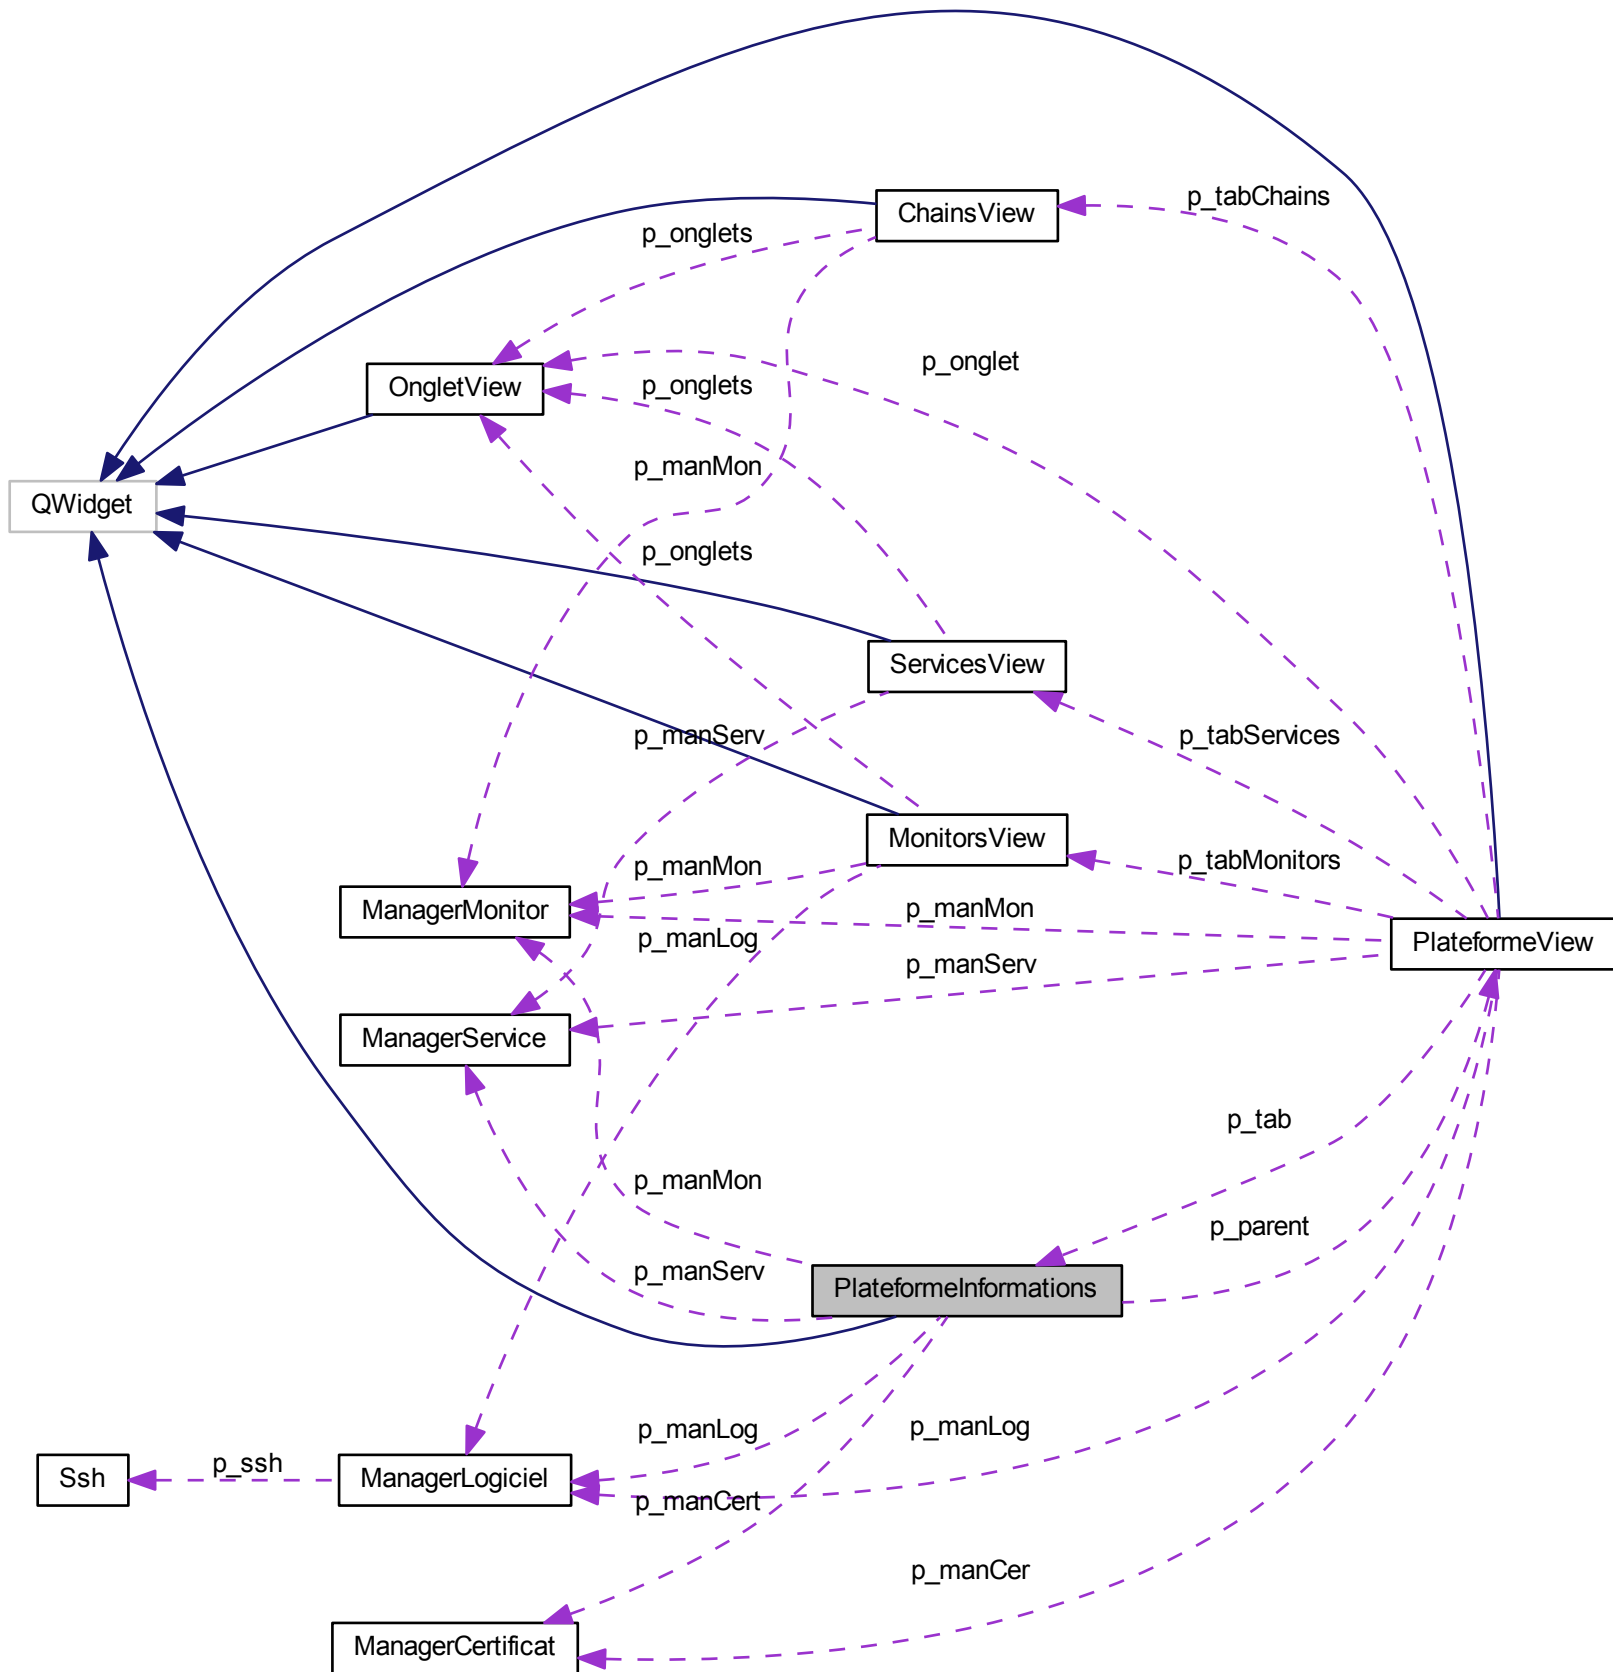 ChainsView
p_tabChains
p_onglets
p_onglet
OngletView
p_onglets
p_manMon
QWidget
p_onglets
ServicesView
p_manServ
p_tabServices
MonitorsView
p_tabMonitors
p_manMon
ManagerMonitor
p_manMon
p_manLog
PlateformeView
p_manServ
ManagerService
p_tab
p_manMon
p_parent
p_manServ
PlateformeInformations
p_manLog
p_manLog
p_ssh
Ssh
ManagerLogiciel
p_manCert
p_manCer
ManagerCertificat